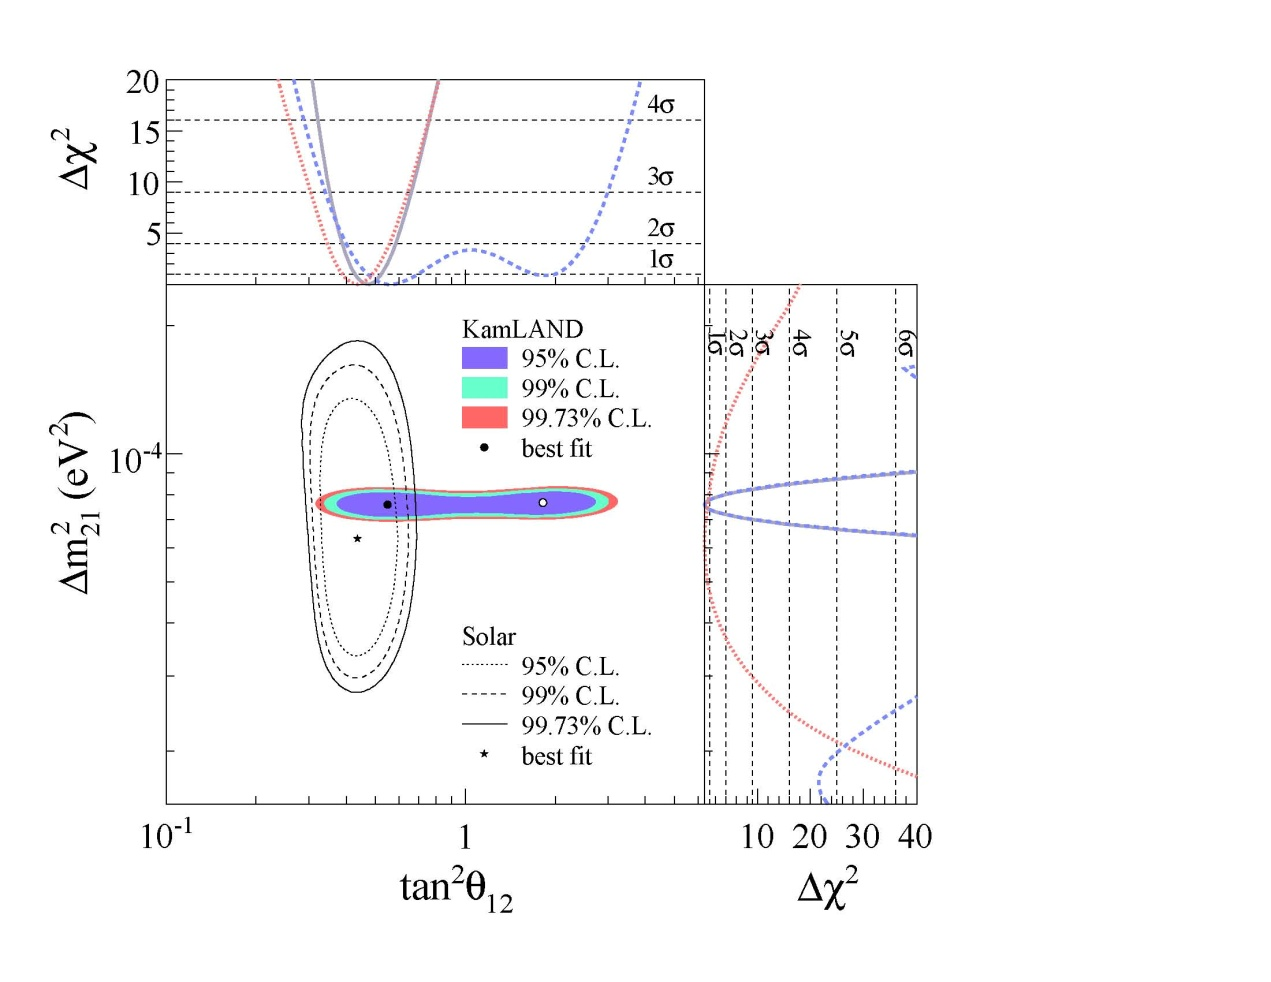 Δχ²
20
15
10
5
4σ
3σ
2σ
1σ
KamLAND
95% C.L.
99% C.L.
99.73% C.L.
best fit
1σ 2σ 3σ 4σ 5σ 6σ
Δm²₂₁ (eV²)
10⁻⁴
Solar
95% C.L.
99% C.L.
99.73% C.L.
best fit
10⁻¹ 1
10 20 30 40
tan²θ₁₂
Δχ²